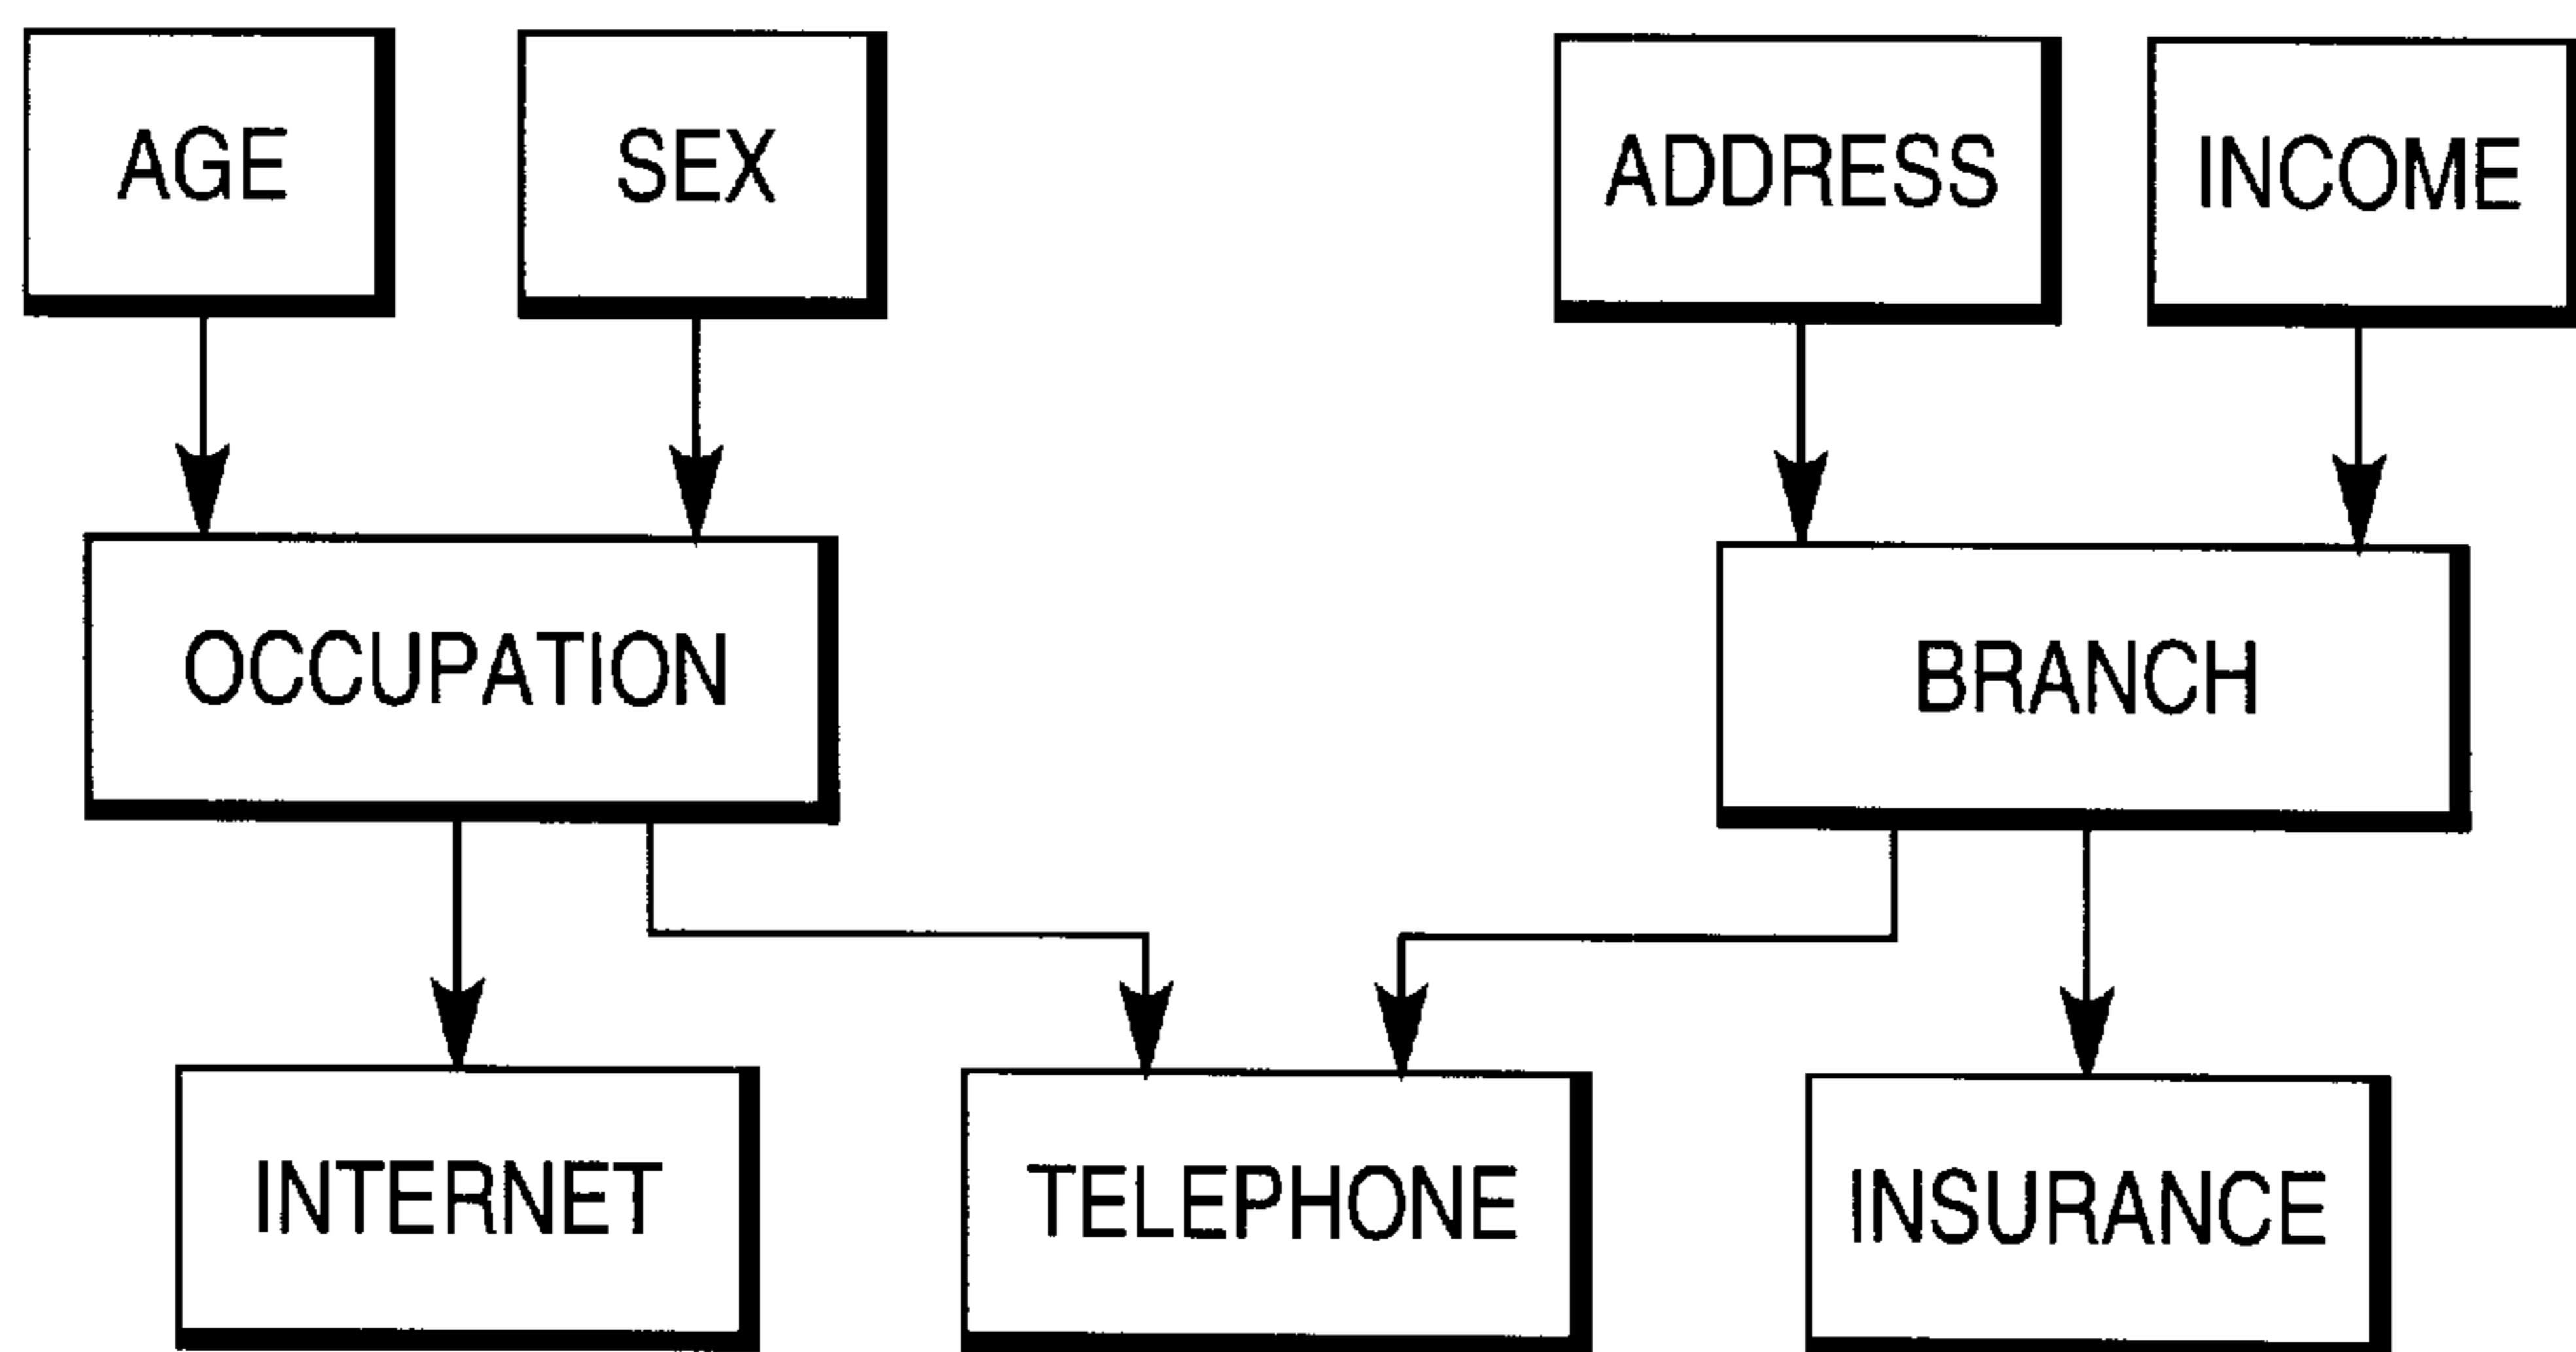 AGE
SEX
ADDRESS
INCOME
OCCUPATION
BRANCH
INTERNET
TELEPHONE
INSURANCE